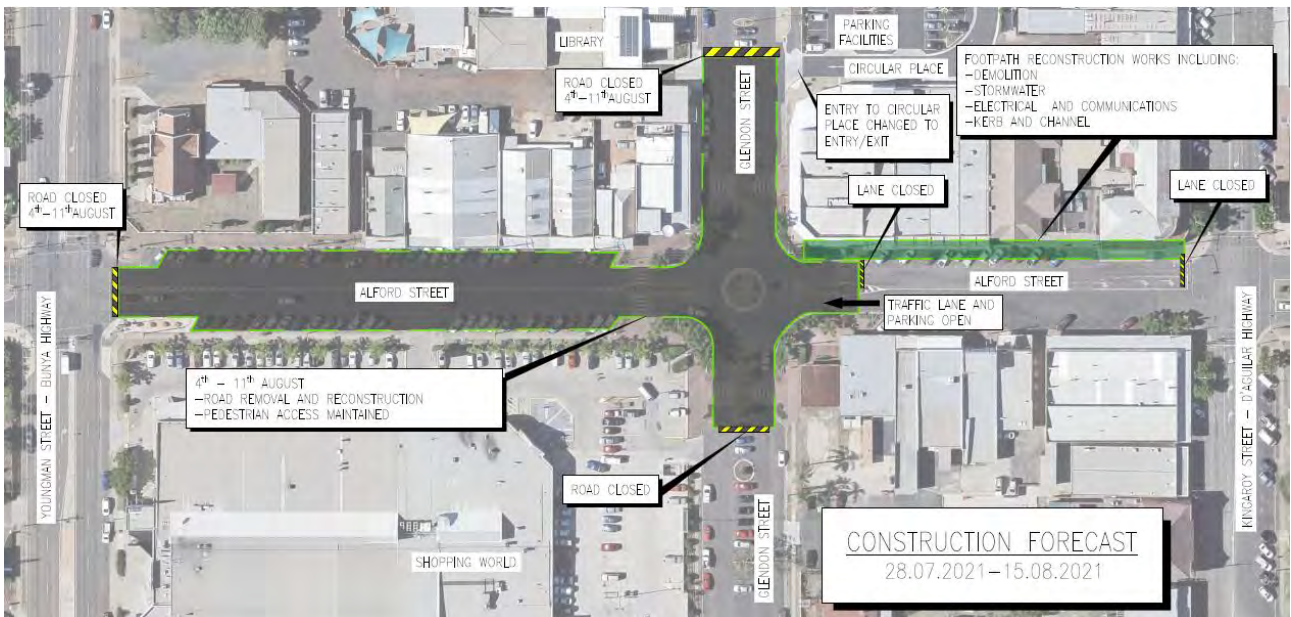 LIBRARY
PARKING
FACILITIES
CIRCULAR PLACE
ROAD CLOSED
4th-11th AUGUST
GLENDON STREET
ENTRY TO CIRCULAR
PLACE CHANGED TO
ENTRY/EXIT
FOOTPATH RECONSTRUCTION WORKS INCLUDING:
-DEMOLITION
-STORMWATER
-ELECTRICAL AND COMMUNICATIONS
-KERB AND CHANNEL
ROAD CLOSED
4th-11th AUGUST
LANE CLOSED
LANE CLOSED
ALFORD STREET
ALFORD STREET
TRAFFIC LANE AND
PARKING OPEN
4th - 11th AUGUST
-ROAD REMOVAL AND RECONSTRUCTION
-PEDESTRIAN ACCESS MAINTAINED
YOUNGMAN STREET - BUNYA HIGHWAY
KINGAROY STREET - D'AGUILAR HIGHWAY
ROAD CLOSED
GLENDON STREET
SHOPPING WORLD
CONSTRUCTION FORECAST
28.07.2021-15.08.2021